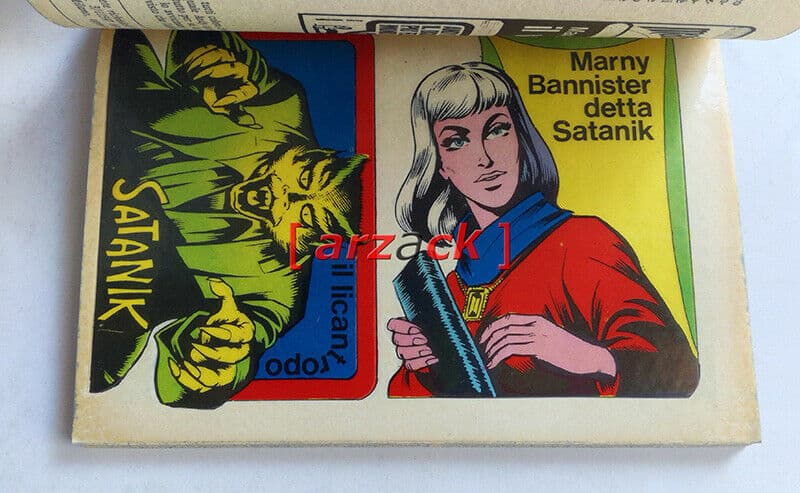 SATANIK
il licantropo
Marny
Bannister
detta
Satanik
[ arzack ]